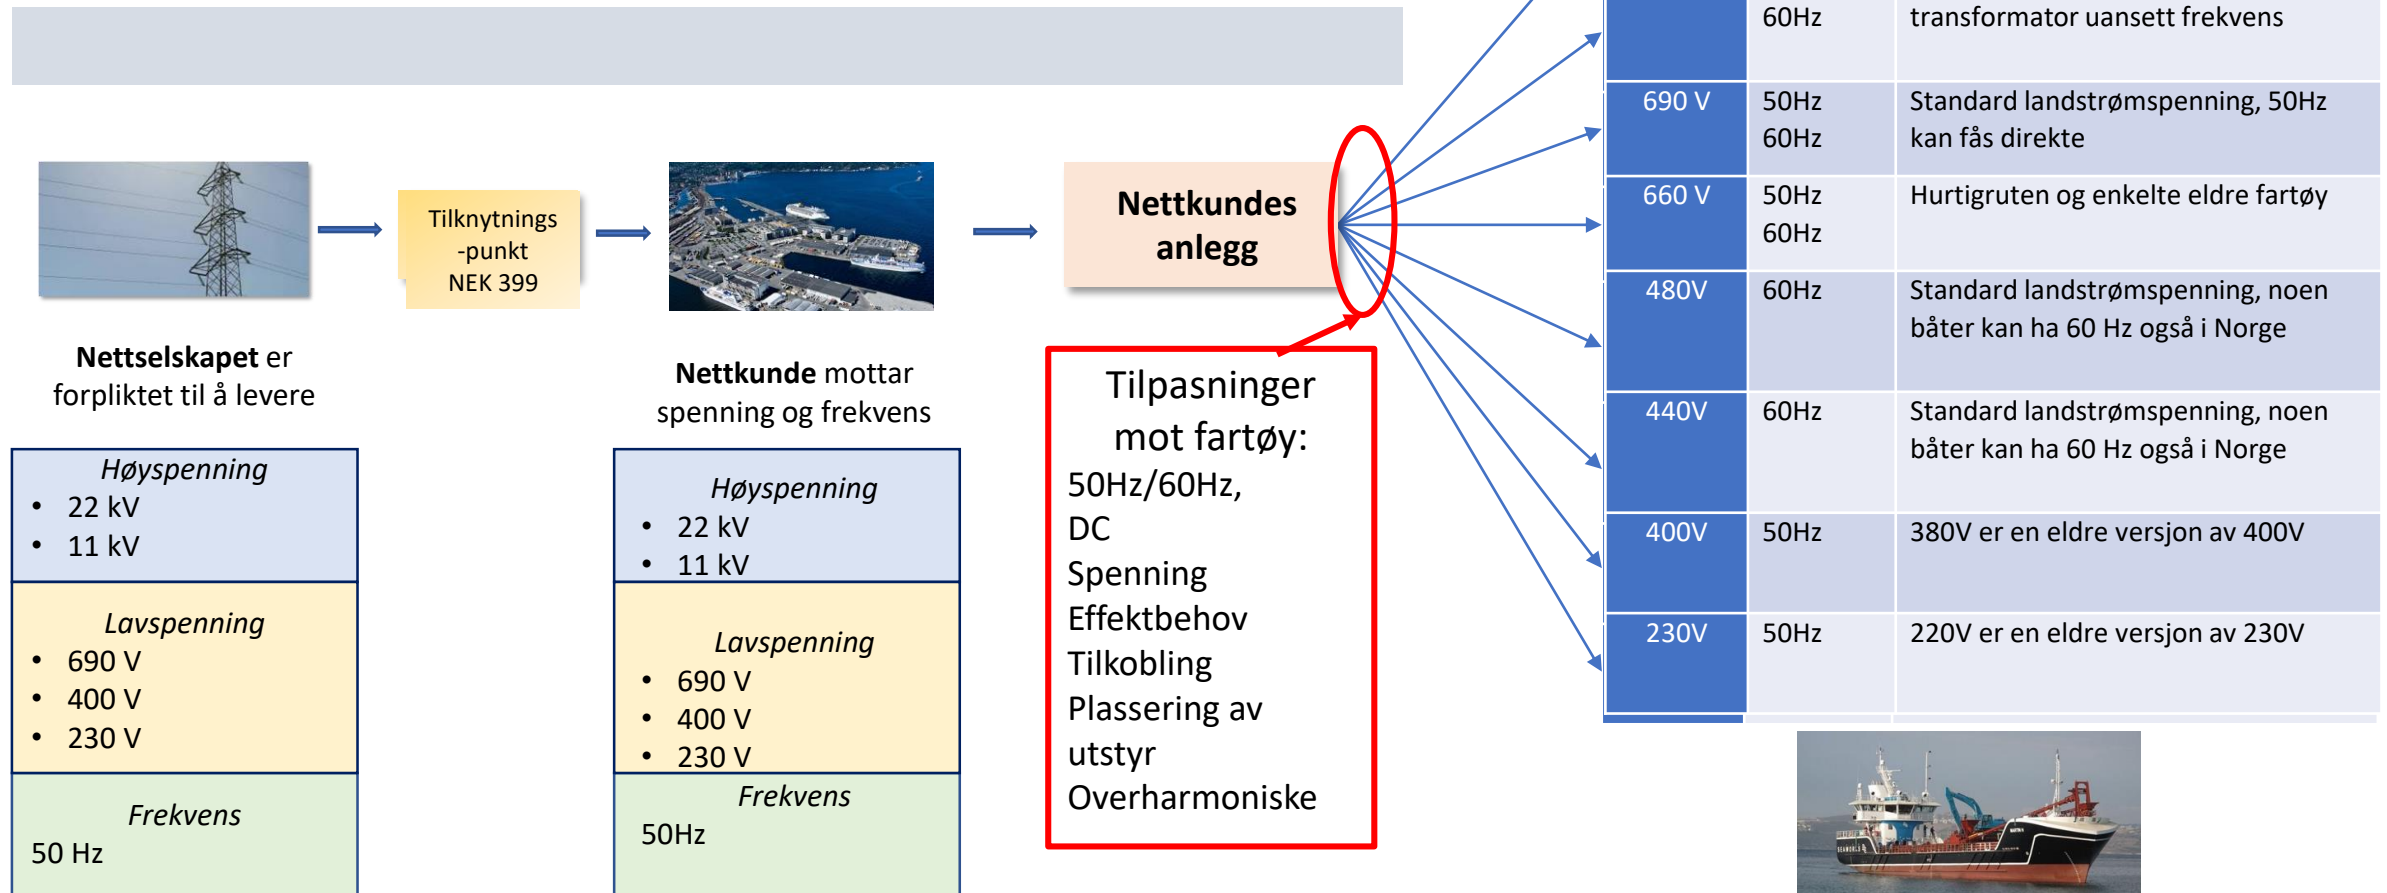 Tilknytnings
-punkt
NEK 399
Nettselskapet er
forpliktet til å levere
Høyspenning
• 22 kV
• 11 kV
Lavspenning
• 690 V
• 400 V
• 230 V
Frekvens
50 Hz
Nettkunde mottar
spenning og frekvens
Høyspenning
• 22 kV
• 11 kV
Lavspenning
• 690 V
• 400 V
• 230 V
Frekvens
50Hz
Nettkundes
anlegg
Tilpasninger
mot fartøy:
50Hz/60Hz,
DC
Spenning
Effektbehov
Tilkobling
Plassering av
utstyr
Overharmoniske
60Hz transformator uansett frekvens
690 V 50Hz Standard landstrømspenning, 50Hz
60Hz kan fås direkte
660 V 50Hz Hurtigruten og enkelte eldre fartøy
60Hz
480V 60Hz Standard landstrømspenning, noen
båter kan ha 60 Hz også i Norge
440V 60Hz Standard landstrømspenning, noen
båter kan ha 60 Hz også i Norge
400V 50Hz 380V er en eldre versjon av 400V
230V 50Hz 220V er en eldre versjon av 230V